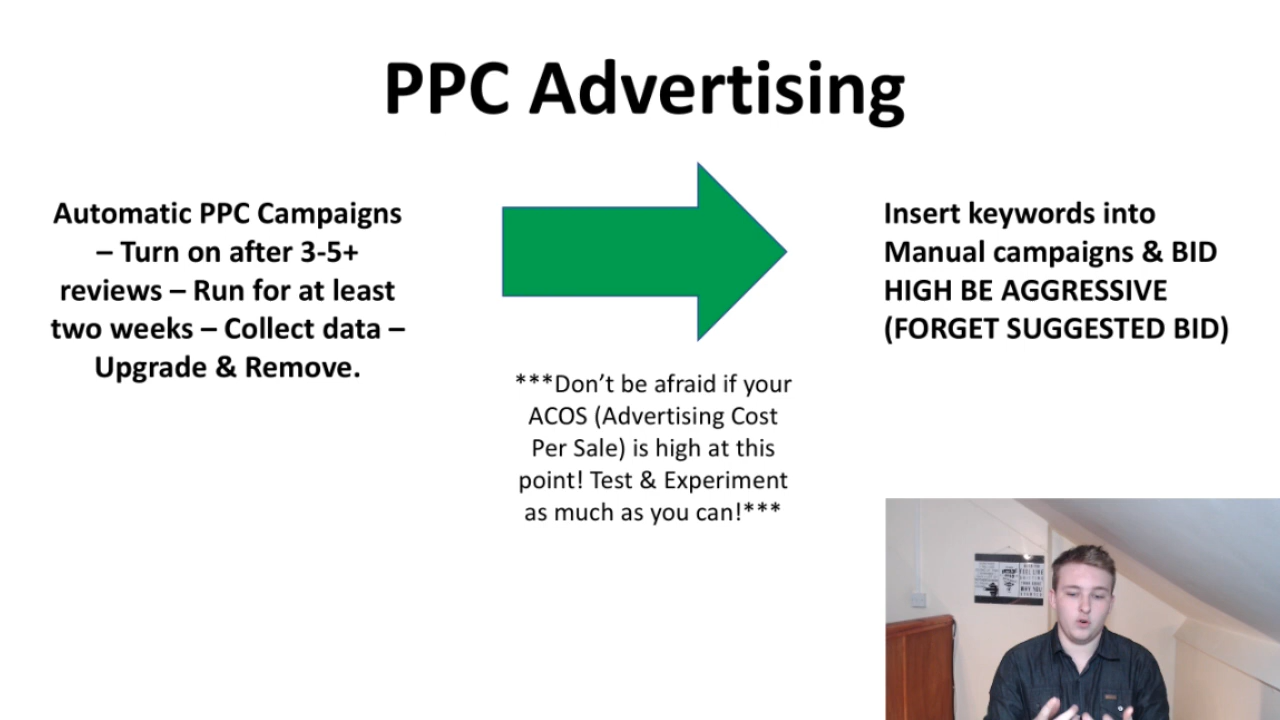 PPC Advertising
Automatic PPC Campaigns
– Turn on after 3-5+
reviews – Run for at least
two weeks – Collect data –
Upgrade & Remove.
***Don’t be afraid if your
ACOS (Advertising Cost
Per Sale) is high at this
point! Test & Experiment
as much as you can!***
Insert keywords into
Manual campaigns & BID
HIGH BE AGGRESSIVE
(FORGET SUGGESTED BID)